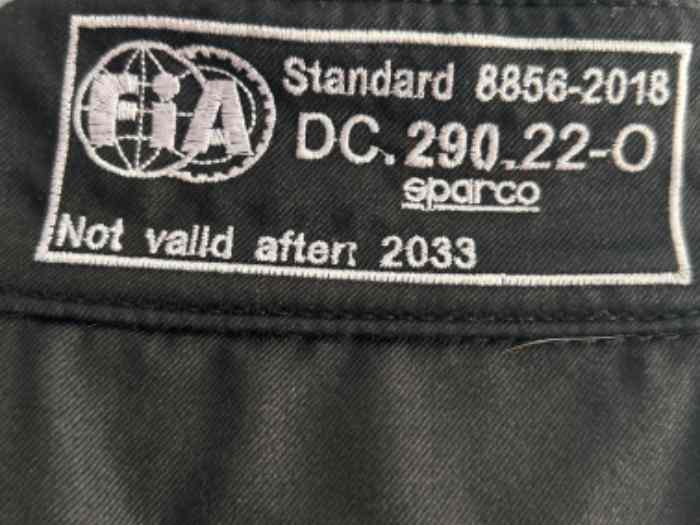 FiA
Standard 8856-2018
DC.290.22-O
sparco
Not valid after: 2033